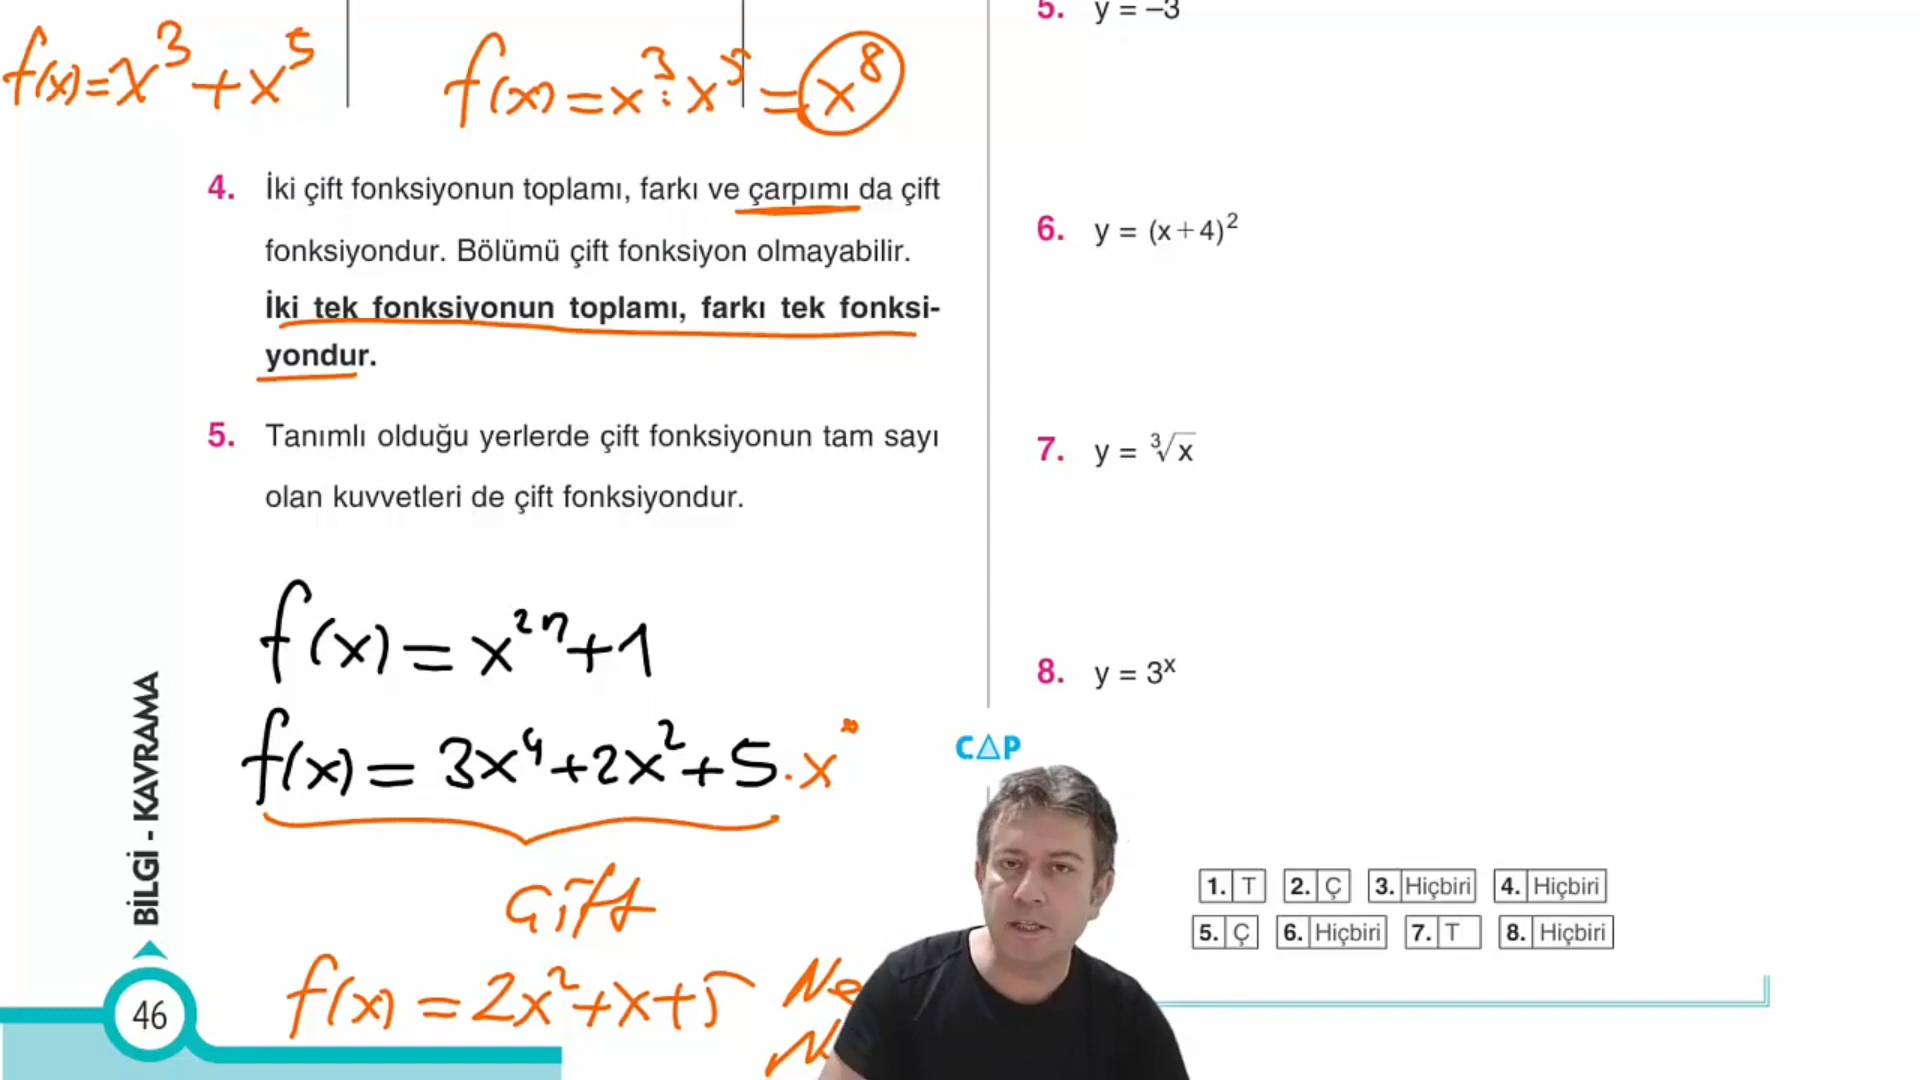 f(x)=x³+x⁵
f(x)=x³·x⁵=x⁸
4. İki çift fonksiyonun toplamı, farkı ve çarpımı da çift
fonksiyondur. Bölümü çift fonksiyon olmayabilir.
İki tek fonksiyonun toplamı, farkı tek fonksi-
yondur.
5. Tanımlı olduğu yerlerde çift fonksiyonun tam sayı
olan kuvvetleri de çift fonksiyondur.
f(x)=x²ⁿ+1
f(x)=3x⁴+2x²+5·x
Çift
f(x)=2x²+x+5 Ne
BİLGİ - KAVRAMA
46
5. y = –3
6. y = (x+4)²
7. y = ³√x
8. y = 3ˣ
CAP
1. T 2. Ç 3. Hiçbiri 4. Hiçbiri
5. Ç 6. Hiçbiri 7. T 8. Hiçbiri